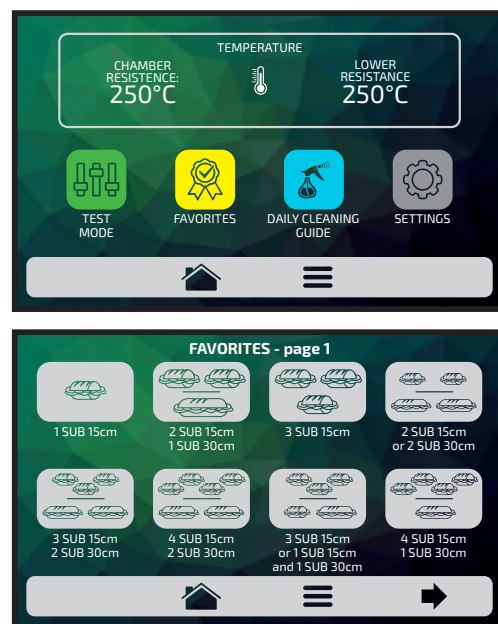 TEMPERATURE
CHAMBER
RESISTENCE:
250°C
LOWER
RESISTANCE
250°C
TEST
MODE
FAVORITES
DAILY CLEANING
GUIDE
SETTINGS
FAVORITES - page 1
1 SUB 15cm
2 SUB 15cm
1 SUB 30cm
3 SUB 15cm
2 SUB 15cm
or 2 SUB 30cm
3 SUB 15cm
2 SUB 30cm
4 SUB 15cm
2 SUB 30cm
3 SUB 15cm
or 1 SUB 15cm
and 1 SUB 30cm
4 SUB 15cm
1 SUB 30cm